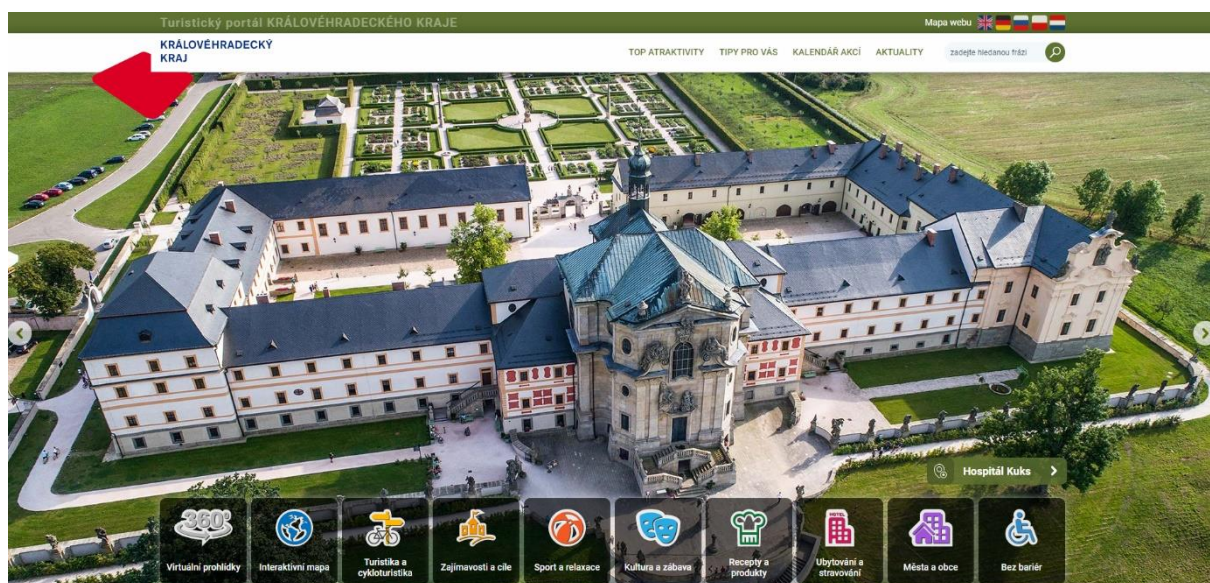 Turistický portál KRÁLOVÉHRADECKÉHO KRAJE
Mapa webu
KRÁLOVÉHRADECKÝ
KRAJ
TOP ATRAKTIVITY TIPY PRO VÁS KALENDÁŘ AKCÍ AKTUALITY
zadejte hledanou frázi
Hospitál Kuks
360°
HOTEL
Virtuální prohlídky
Interaktivní mapa
Turistika a
cykloturistika
Zajímavosti a cíle
Sport a relaxace
Kultura a zábava
Recepty a
produkty
Ubytování a
stravování
Města a obce
Bez bariér